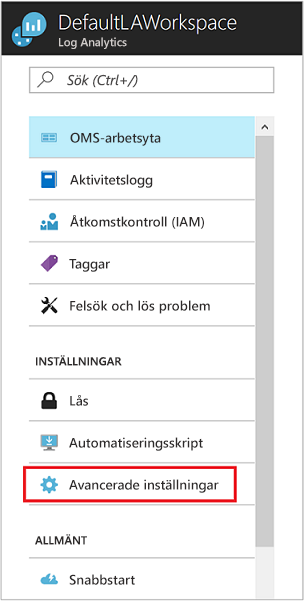 DefaultLAWorkspace
Log Analytics
Sök (Ctrl+/)
OMS-arbetsyta
Aktivitetslogg
Åtkomstkontroll (IAM)
Taggar
Felsök och lös problem
INSTÄLLNINGAR
Lås
Automatiseringsskript
Avancerade inställningar
ALLMÄNT
Snabbstart